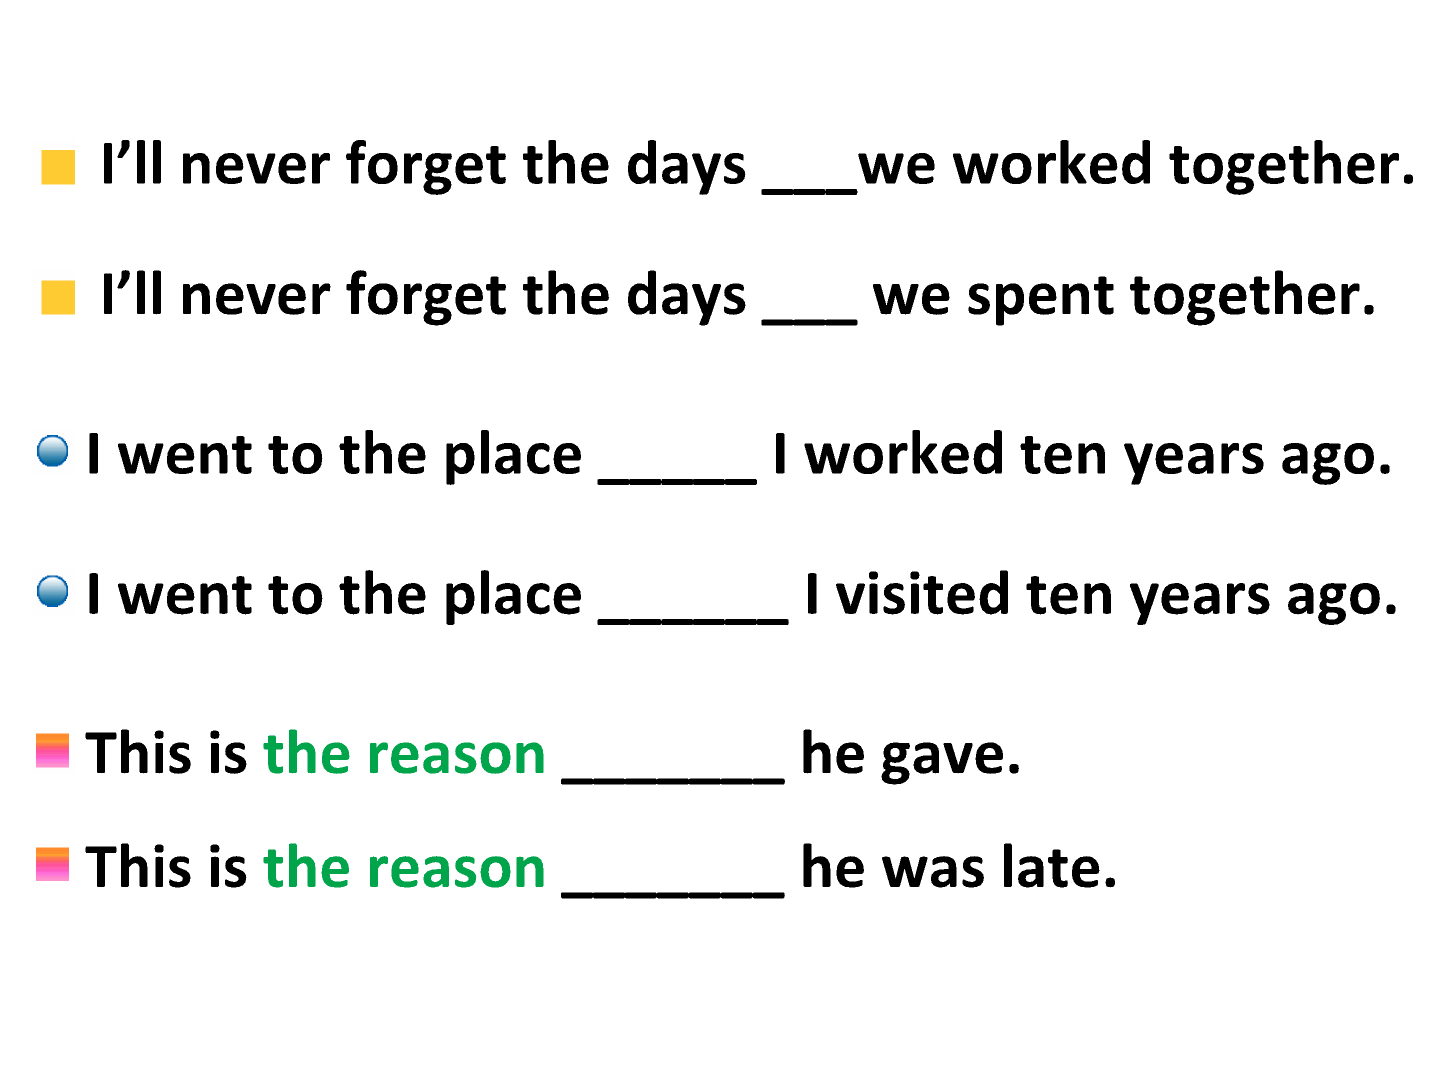 I’ll never forget the days ___we worked together.
I’ll never forget the days ___ we spent together.
I went to the place _____ I worked ten years ago.
I went to the place ______ I visited ten years ago.
This is the reason _______ he gave.
This is the reason _______ he was late.